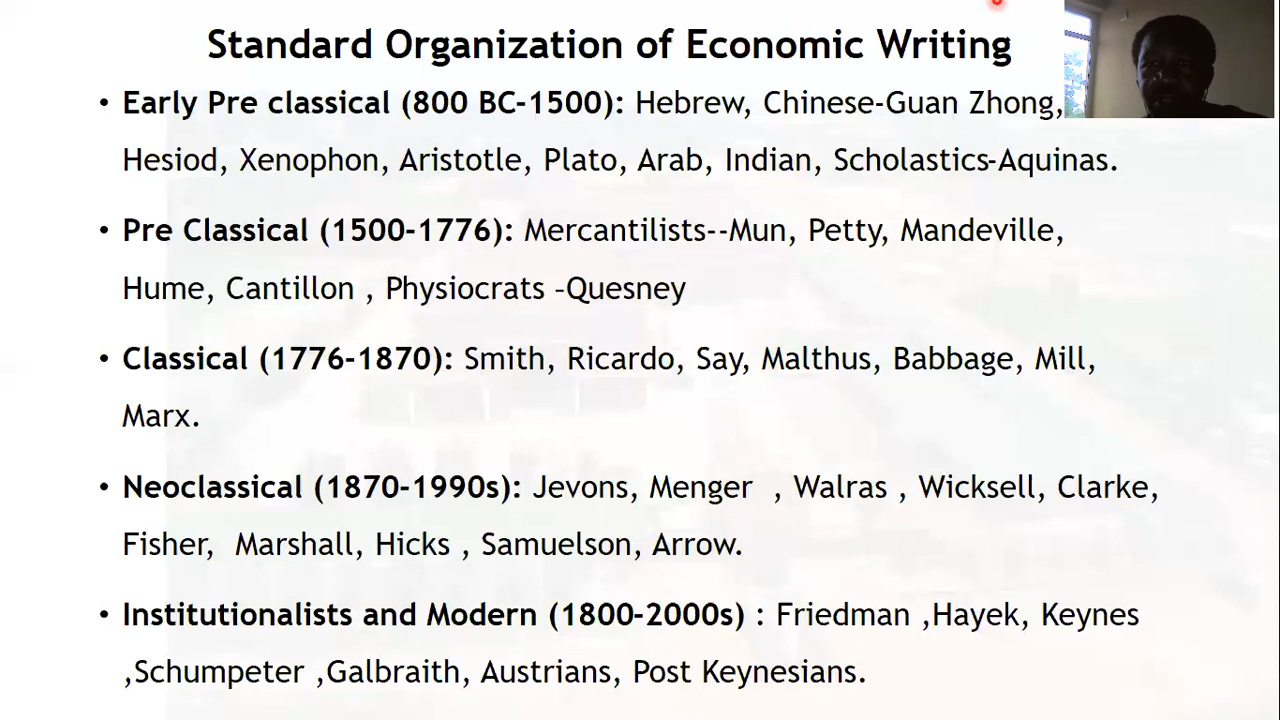 Standard Organization of Economic Writing
• Early Pre classical (800 BC-1500): Hebrew, Chinese-Guan Zhong,
Hesiod, Xenophon, Aristotle, Plato, Arab, Indian, Scholastics-Aquinas.
• Pre Classical (1500-1776): Mercantilists--Mun, Petty, Mandeville,
Hume, Cantillon , Physiocrats –Quesney
• Classical (1776-1870): Smith, Ricardo, Say, Malthus, Babbage, Mill,
Marx.
• Neoclassical (1870-1990s): Jevons, Menger  , Walras , Wicksell, Clarke,
Fisher,  Marshall, Hicks , Samuelson, Arrow.
• Institutionalists and Modern (1800-2000s) : Friedman ,Hayek, Keynes
,Schumpeter ,Galbraith, Austrians, Post Keynesians.